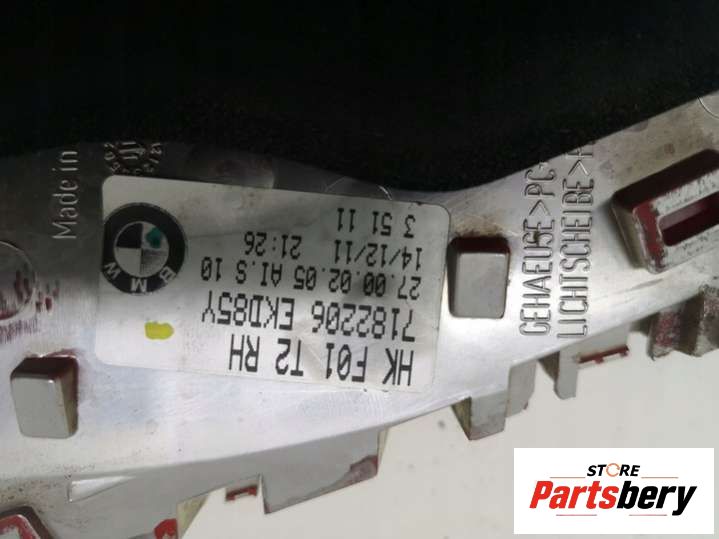 Made in
BMW
HK F01 T2 RH
7182206 EKD85Y
27.00.02.05 AI.S 10
14/12/11 21:26
3 51 11
GEHAEUSE>PC+
LICHTSCHEIBE>P
STORE
Partsbery